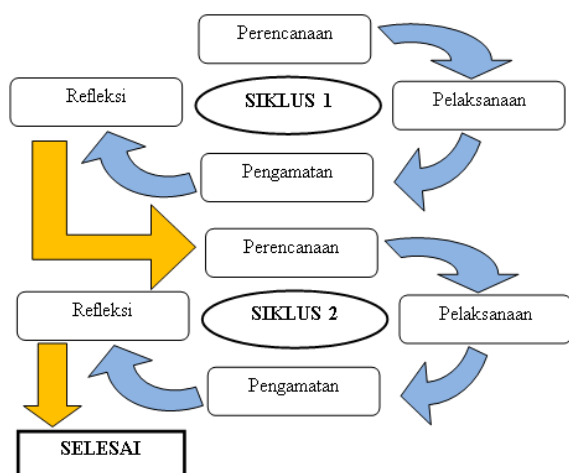 Perencanaan
Refleksi
SIKLUS 1
Pelaksanaan
Pengamatan
Perencanaan
Refleksi
SIKLUS 2
Pelaksanaan
Pengamatan
SELESAI